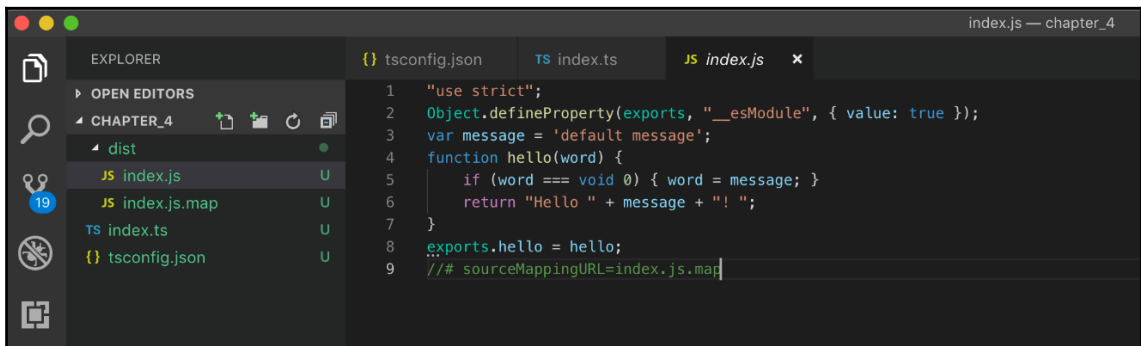 index.js — chapter_4
EXPLORER
{} tsconfig.json
TS index.ts
JS index.js ×
OPEN EDITORS
CHAPTER_4
dist
JS index.js U
JS index.js.map U
TS index.ts U
{} tsconfig.json U
19
1 "use strict";
2 Object.defineProperty(exports, "__esModule", { value: true });
3 var message = 'default message';
4 function hello(word) {
5 if (word === void 0) { word = message; }
6 return "Hello " + message + "! ";
7 }
8 exports.hello = hello;
9 //# sourceMappingURL=index.js.map